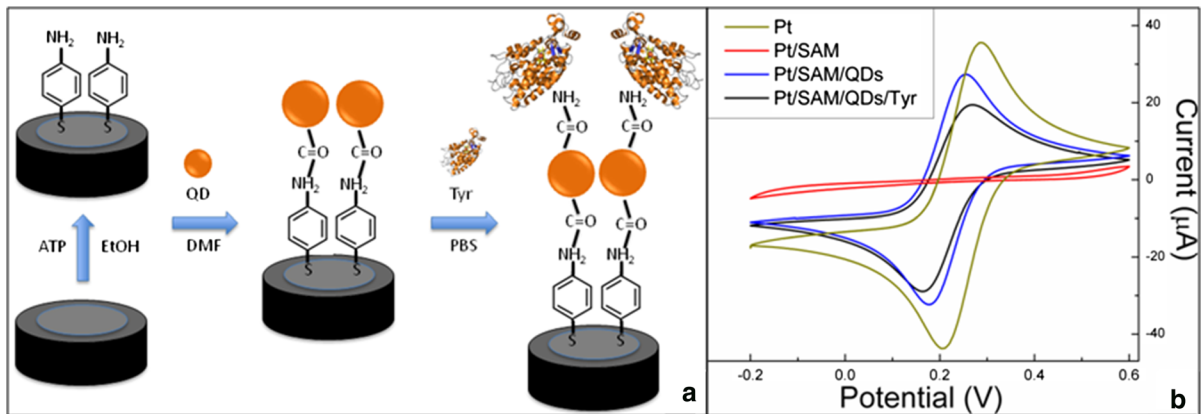 NH₂ NH₂
S S
ATP EtOH
QD
DMF
C=O C=O
NH₂ NH₂
S S
Tyr
PBS
NH₂ NH₂
C=O C=O
C=O C=O
NH₂ NH₂
S S
a
Pt
Pt/SAM
Pt/SAM/QDs
Pt/SAM/QDs/Tyr
40
20
0
-20
-40
Current (μA)
-0.2 0.0 0.2 0.4 0.6
Potential (V)
b